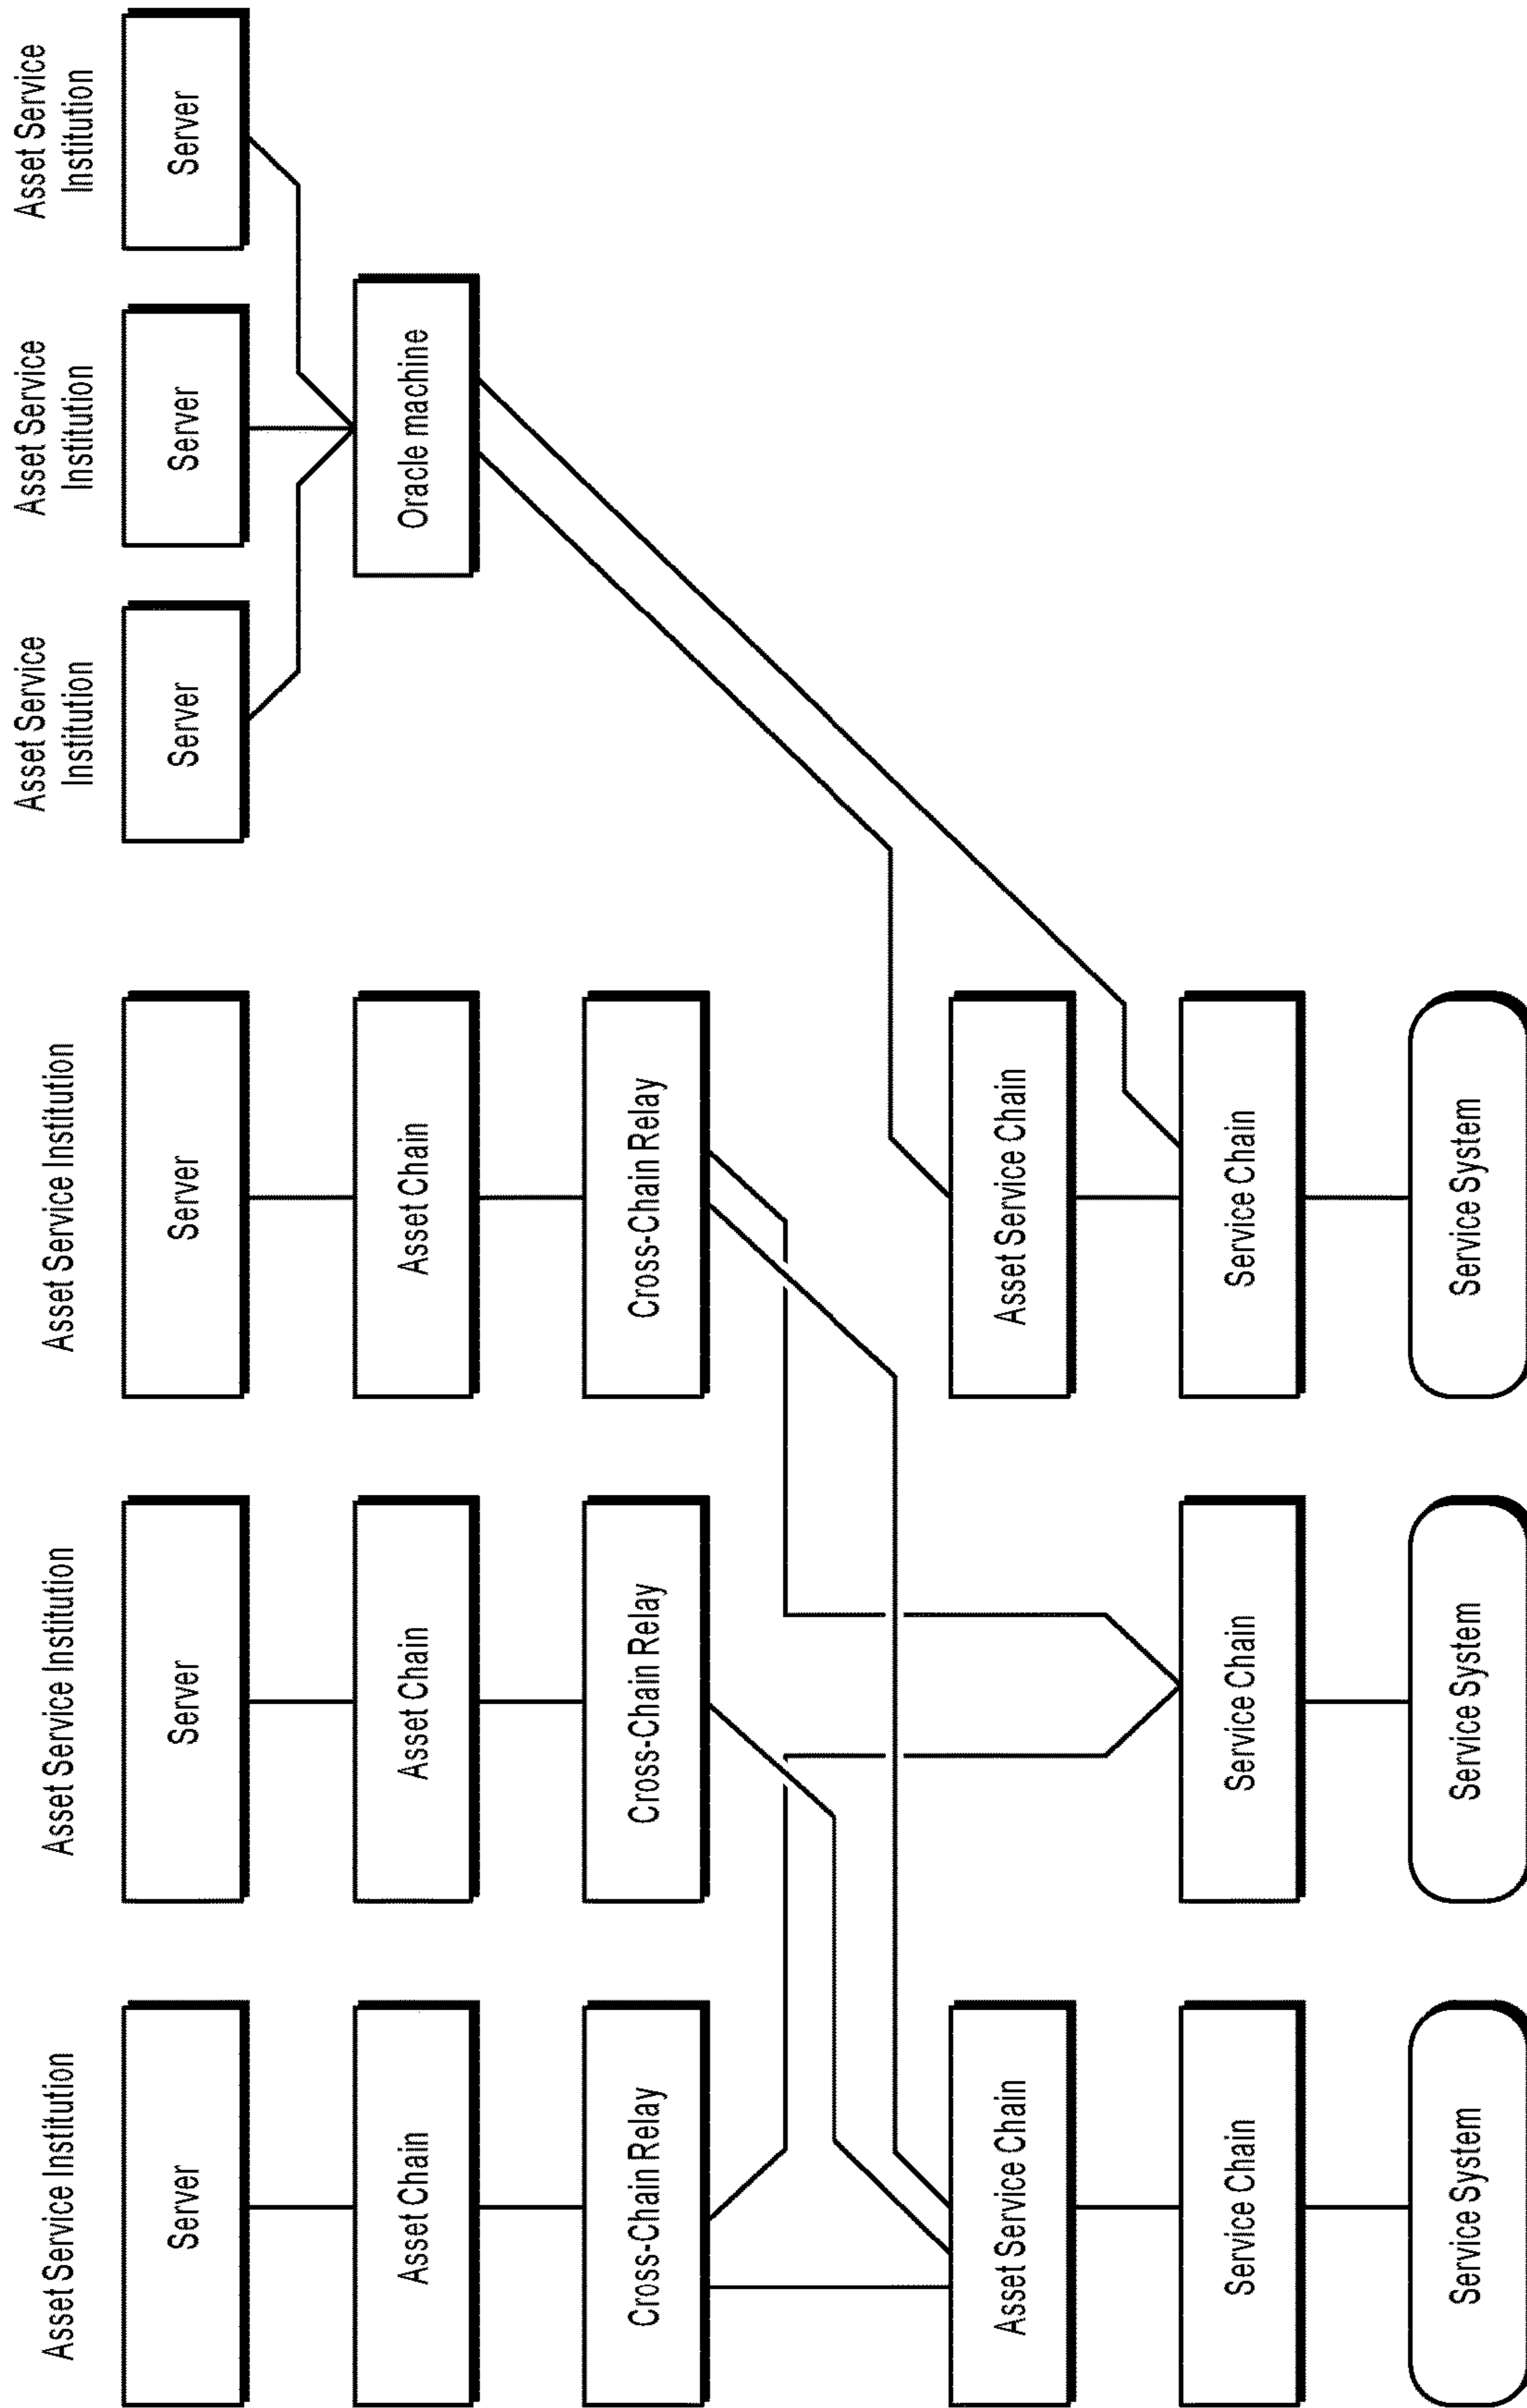 Asset Service Institution
Asset Service Institution
Asset Service Institution
Asset Service
Institution
Asset Service
Institution
Asset Service
Institution
Server
Server
Server
Server
Server
Server
Asset Chain
Asset Chain
Asset Chain
Oracle machine
Cross-Chain Relay
Cross-Chain Relay
Cross-Chain Relay
Asset Service Chain
Asset Service Chain
Service Chain
Service Chain
Service Chain
Service System
Service System
Service System